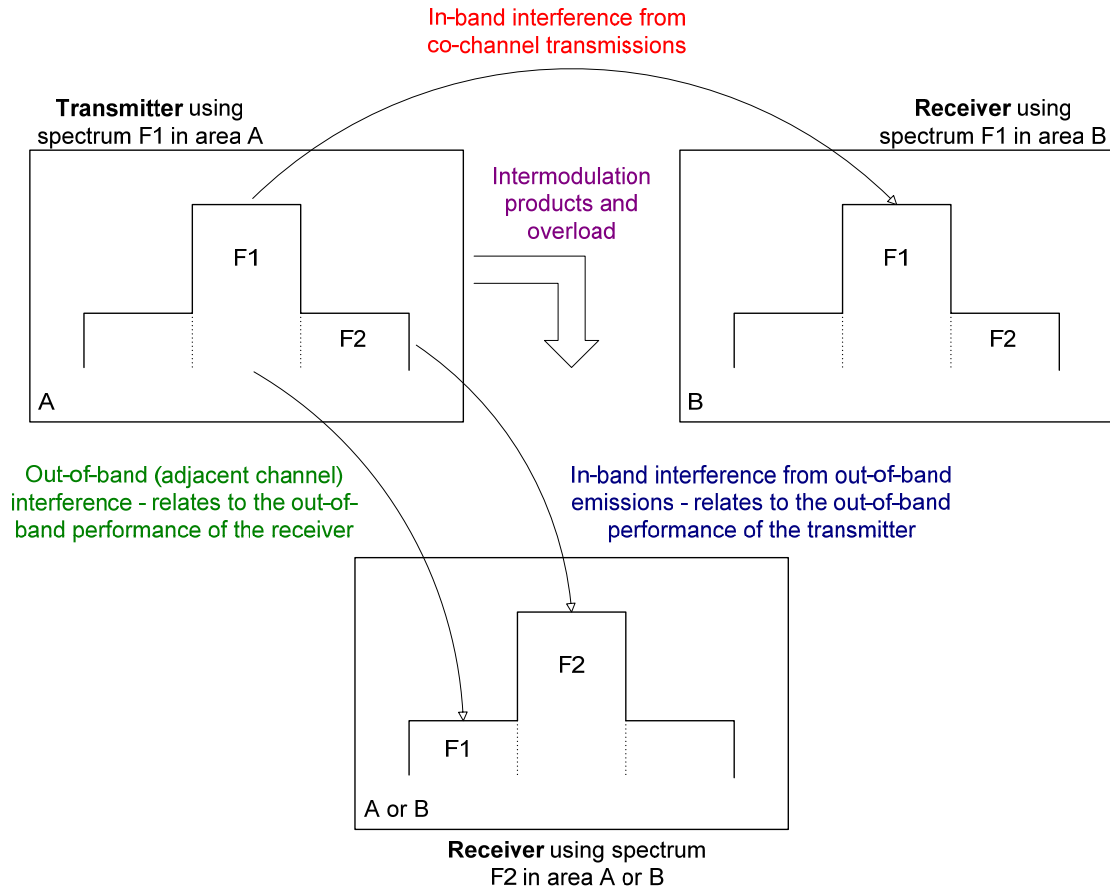 In-band interference from
co-channel transmissions
Transmitter using
spectrum F1 in area A
Receiver using
spectrum F1 in area B
Intermodulation
products and
overload
F1
F2
A
F1
F2
B
Out-of-band (adjacent channel)
interference - relates to the out-of-
band performance of the receiver
In-band interference from out-of-band
emissions - relates to the out-of-band
performance of the transmitter
F2
F1
A or B
Receiver using spectrum
F2 in area A or B